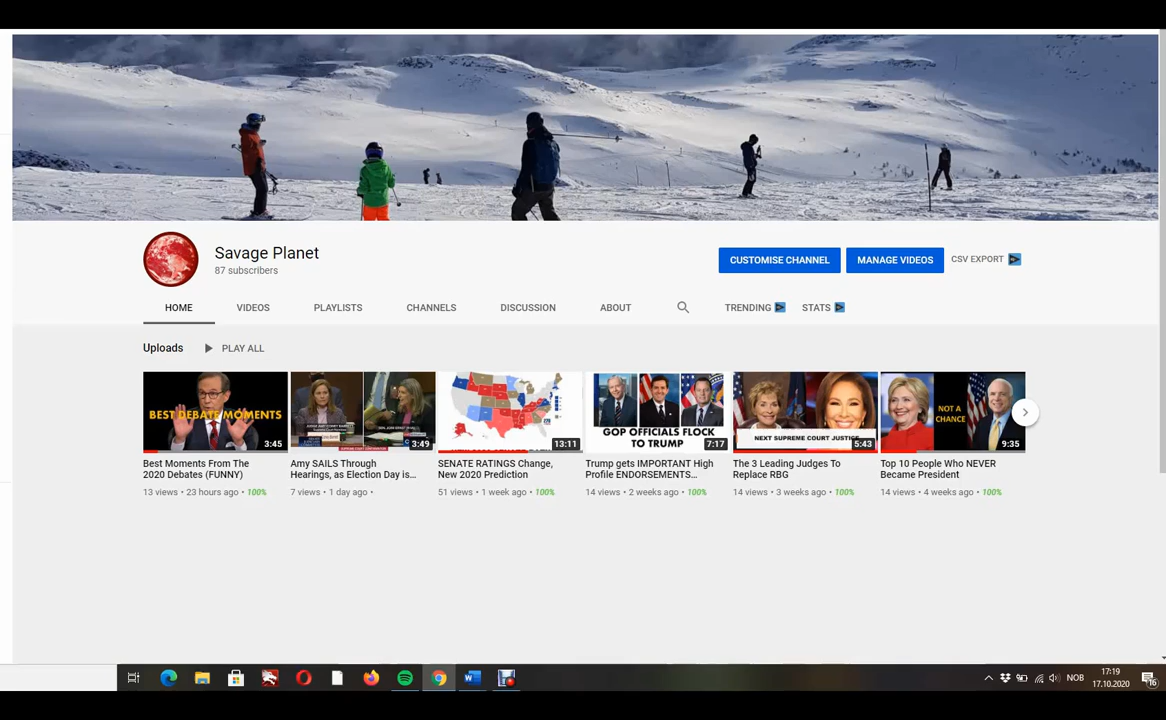 Savage Planet
87 subscribers
CUSTOMISE CHANNEL
MANAGE VIDEOS
CSV EXPORT
HOME
VIDEOS
PLAYLISTS
CHANNELS
DISCUSSION
ABOUT
TRENDING
STATS
Uploads
PLAY ALL
BEST DEBATE MOMENTS
3:45
3:49
13:11
GOP OFFICIALS FLOCK
TO TRUMP
7:17
NEXT SUPREME COURT JUSTICE
5:43
NOT A
CHANCE
9:35
Best Moments From The
2020 Debates (FUNNY)
13 views • 23 hours ago • 100%
Amy SAILS Through
Hearings, as Election Day is...
7 views • 1 day ago •
SENATE RATINGS Change,
New 2020 Prediction
51 views • 1 week ago • 100%
Trump gets IMPORTANT High
Profile ENDORSEMENTS...
14 views • 2 weeks ago • 100%
The 3 Leading Judges To
Replace RBG
14 views • 3 weeks ago • 100%
Top 10 People Who NEVER
Became President
14 views • 4 weeks ago • 100%
NOB
17:19
17.10.2020
16